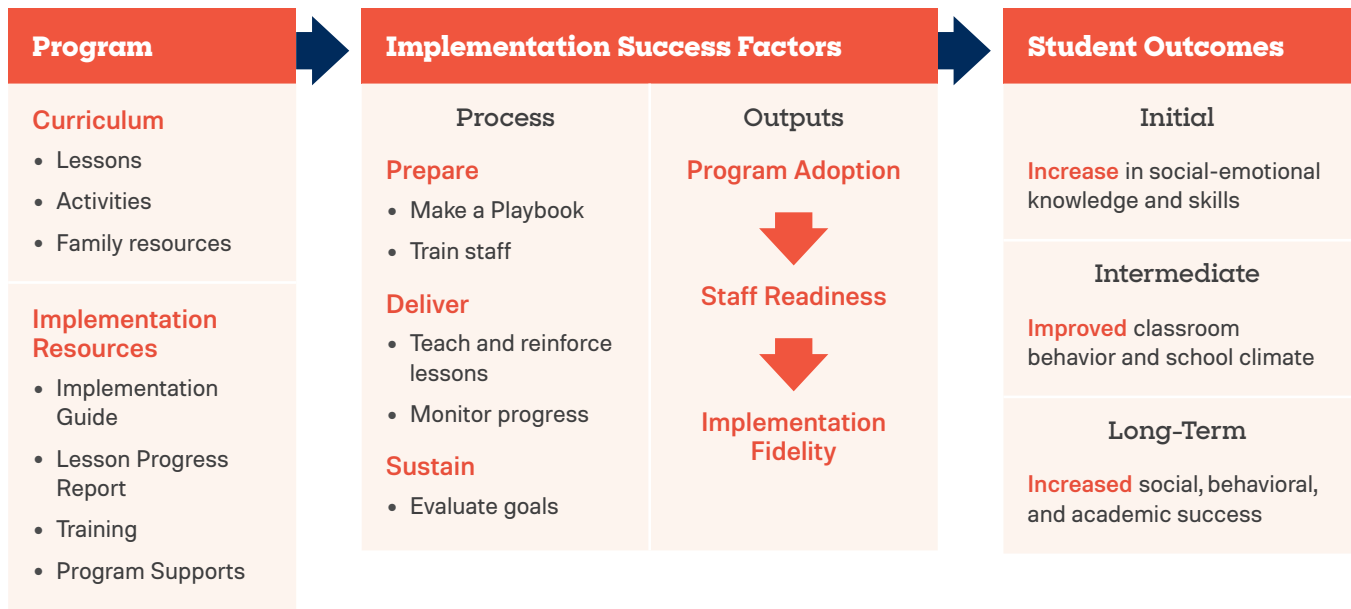 Program
Curriculum
• Lessons
• Activities
• Family resources
Implementation
Resources
• Implementation
Guide
• Lesson Progress
Report
• Training
• Program Supports
Implementation Success Factors
Process
Prepare
• Make a Playbook
• Train staff
Deliver
• Teach and reinforce
lessons
• Monitor progress
Sustain
• Evaluate goals
Outputs
Program Adoption
Staff Readiness
Implementation
Fidelity
Student Outcomes
Initial
Increase in social-emotional
knowledge and skills
Intermediate
Improved classroom
behavior and school climate
Long-Term
Increased social, behavioral,
and academic success